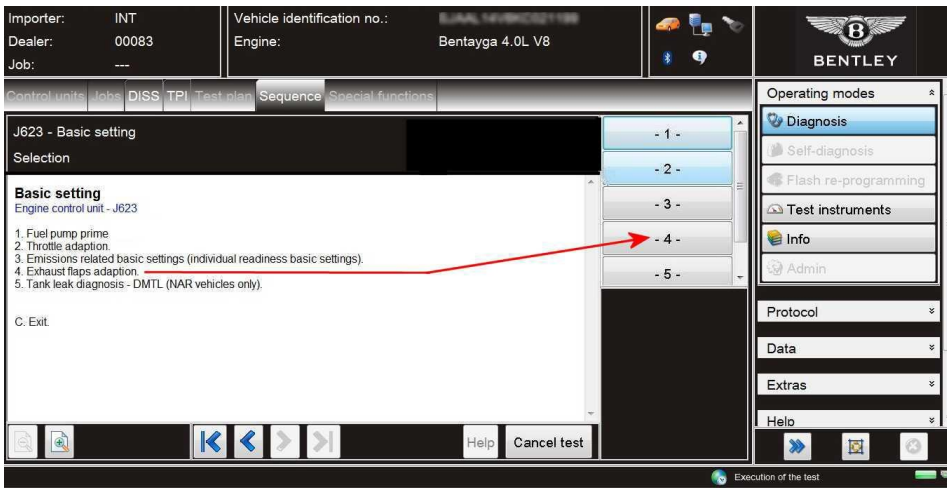 Importer: INT
Dealer: 00083
Job: ---
Vehicle identification no.:
Engine: Bentayga 4.0L V8
BENTLEY
B
Control units Jobs DISS TPI Test plan Sequence Special functions
J623 - Basic setting
Selection
Basic setting
Engine control unit - J623
1. Fuel pump prime
2. Throttle adaption.
3. Emissions related basic settings (individual readiness basic settings).
4. Exhaust flaps adaption.
5. Tank leak diagnosis - DMTL (NAR vehicles only).
C. Exit.
- 1 -
- 2 -
- 3 -
- 4 -
- 5 -
Help
Cancel test
Operating modes
Diagnosis
Self-diagnosis
Flash re-programming
Test instruments
Info
Admin
Protocol
Data
Extras
Help
Execution of the test